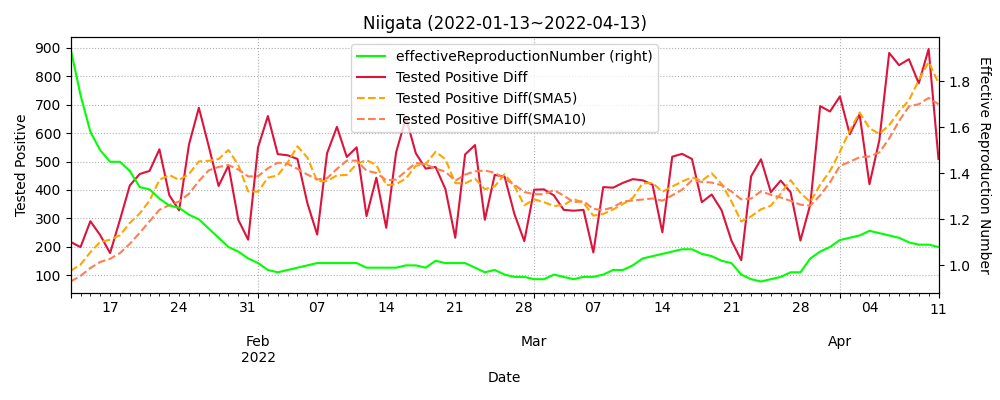 Niigata (2022-01-13~2022-04-13)
effectiveReproductionNumber (right)
Tested Positive Diff
Tested Positive Diff(SMA5)
Tested Positive Diff(SMA10)
Tested Positive
900
800
700
600
500
400
300
200
100
Effective Reproduction Number
1.8
1.6
1.4
1.2
1.0
17 24 31 07 14 21 28 07 14 21 28 04 11
Feb Mar Apr
2022
Date